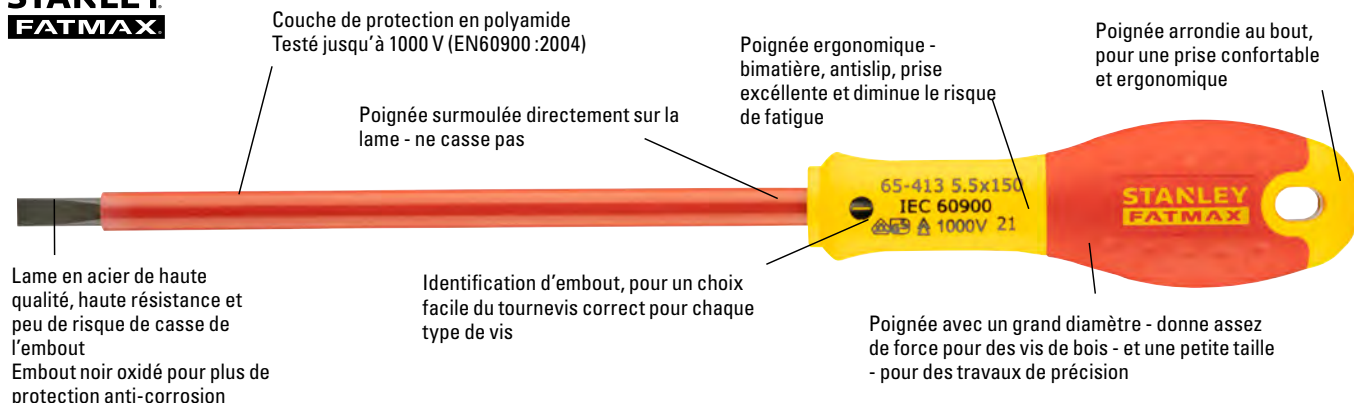 STANLEY
FATMAX
Couche de protection en polyamide
Testé jusqu'à 1000 V (EN60900 :2004)
Poignée surmoulée directement sur la
lame - ne casse pas
Poignée ergonomique -
bimatière, antislip, prise
excéllente et diminue le risque
de fatigue
Poignée arrondie au bout,
pour une prise confortable
et ergonomique
65-413 5.5x150
IEC 60900
1000V 21
STANLEY
FATMAX
Lame en acier de haute
qualité, haute résistance et
peu de risque de casse de
l'embout
Embout noir oxidé pour plus de
protection anti-corrosion
Identification d'embout, pour un choix
facile du tournevis correct pour chaque
type de vis
Poignée avec un grand diamètre - donne assez
de force pour des vis de bois - et une petite taille
- pour des travaux de précision